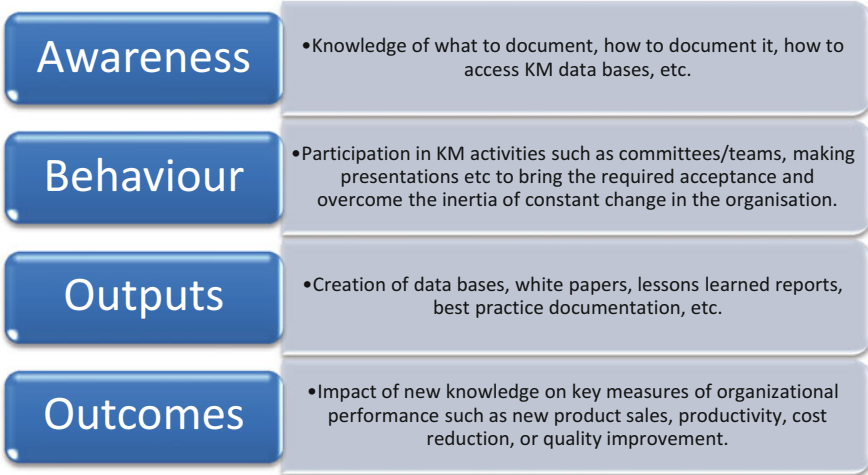 Awareness
•Knowledge of what to document, how to document it, how to
access KM data bases, etc.
Behaviour
•Participation in KM activities such as committees/teams, making
presentations etc to bring the required acceptance and
overcome the inertia of constant change in the organisation.
Outputs
•Creation of data bases, white papers, lessons learned reports,
best practice documentation, etc.
Outcomes
•Impact of new knowledge on key measures of organizational
performance such as new product sales, productivity, cost
reduction, or quality improvement.